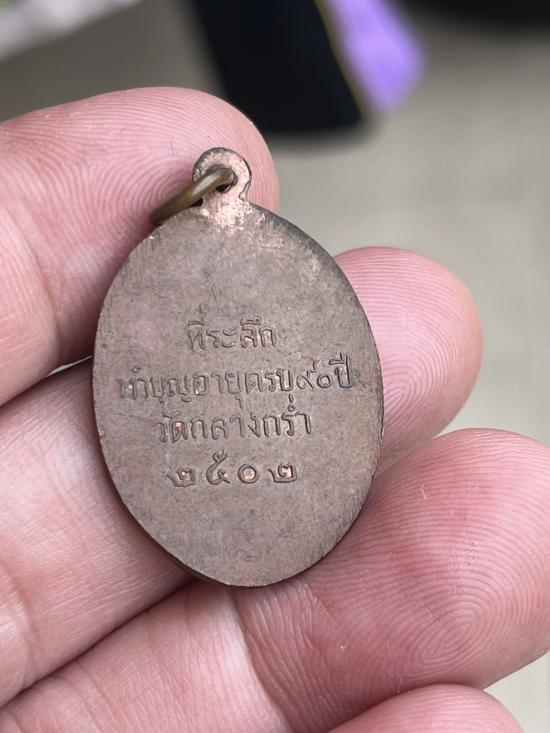 ที่ระลึก
ทำบุญอายุครบ๙๐ปี
วัดกลางกร่ำ
๒๕๐๒